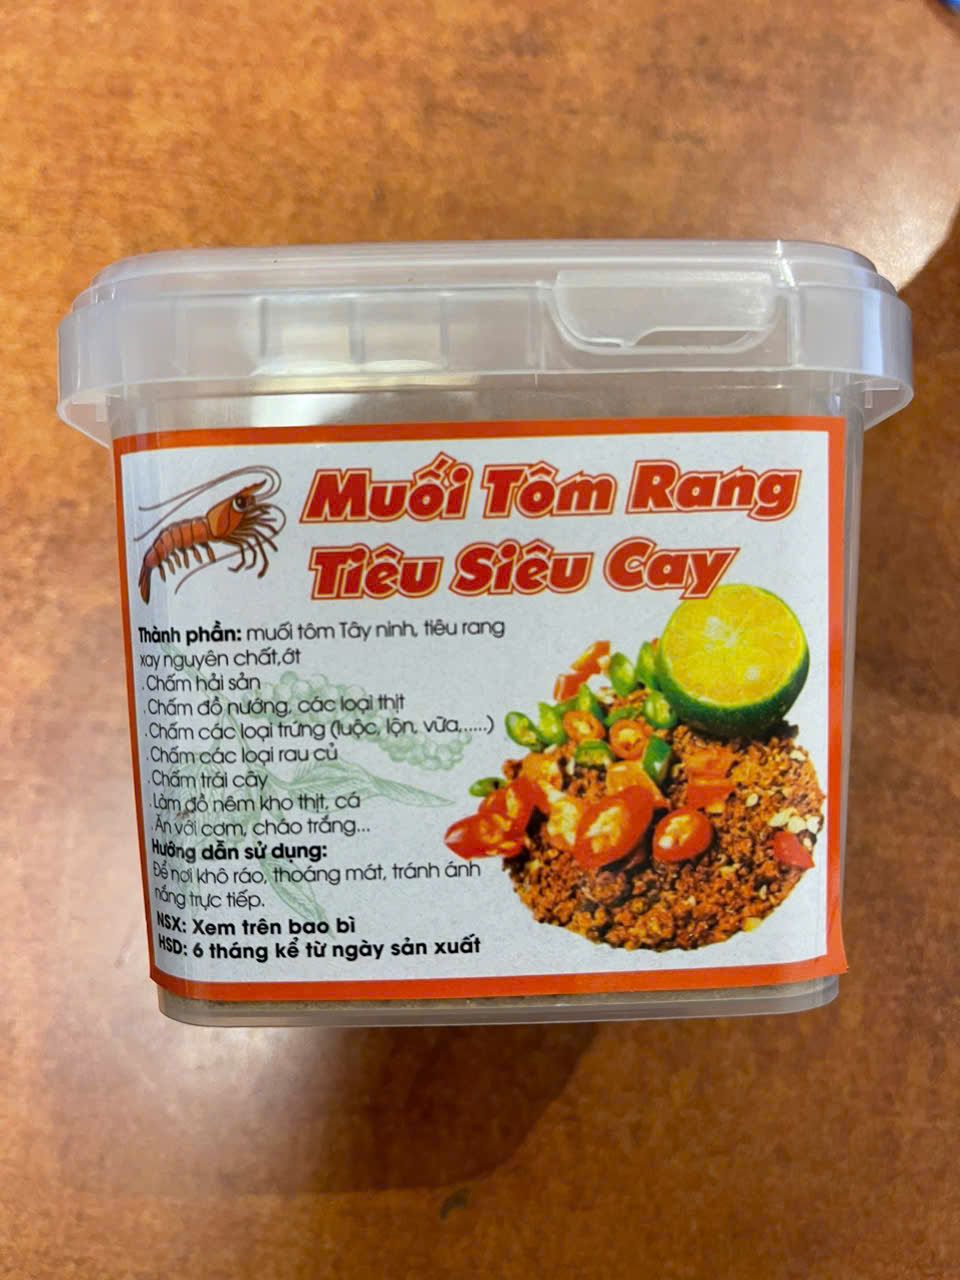 Muối Tôm Rang
Tiêu Siêu Cay
Thành phần: muối tôm Tây ninh, tiêu rang
xay nguyên chất,ớt
.Chấm hải sản
.Chấm đồ nướng, các loại thịt
.Chấm các loại trứng (luộc, lộn, vữa,.....)
.Chấm các loại rau củ
.Chấm trái cây
.Làm đồ nêm kho thịt, cá
.Ăn với cơm, cháo trắng...
Hướng dẫn sử dụng:
Để nơi khô ráo, thoáng mát, tránh ánh
nắng trực tiếp.
NSX: Xem trên bao bì
HSD: 6 tháng kể từ ngày sản xuất